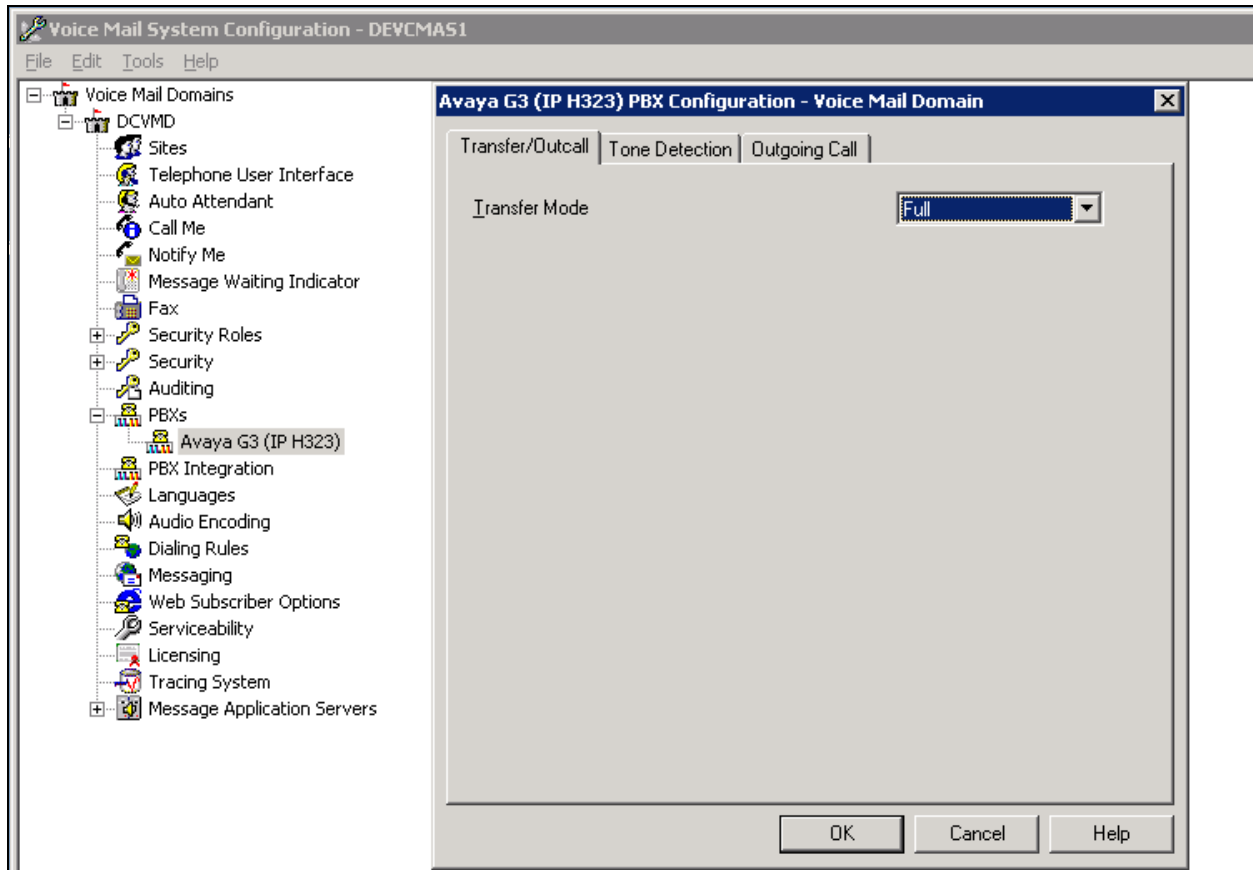 Voice Mail System Configuration - DEVCMAS1
File Edit Tools Help
Voice Mail Domains
DCVMD
Sites
Telephone User Interface
Auto Attendant
Call Me
Notify Me
Message Waiting Indicator
Fax
Security Roles
Security
Auditing
PBXs
Avaya G3 (IP H323)
PBX Integration
Languages
Audio Encoding
Dialing Rules
Messaging
Web Subscriber Options
Serviceability
Licensing
Tracing System
Message Application Servers
Avaya G3 (IP H323) PBX Configuration - Voice Mail Domain
Transfer/Outcall Tone Detection Outgoing Call
Transfer Mode Full
OK Cancel Help